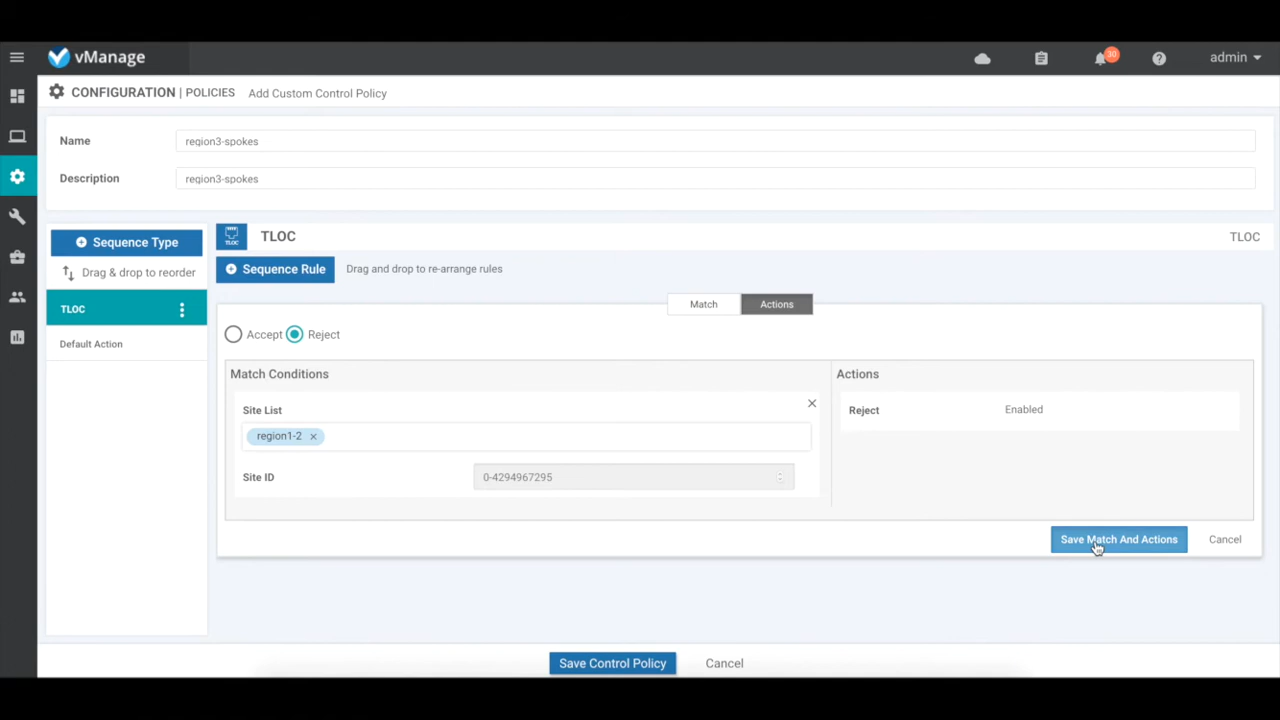 vManage
30
admin
CONFIGURATION | POLICIES Add Custom Control Policy
Name region3-spokes
Description region3-spokes
Sequence Type
Drag & drop to reorder
TLOC
Default Action
TLOC
TLOC
TLOC
Sequence Rule Drag and drop to re-arrange rules
Match Actions
Accept Reject
Match Conditions
Site List
region1-2
Site ID 0-4294967295
Actions
Reject Enabled
Save Match And Actions Cancel
Save Control Policy Cancel